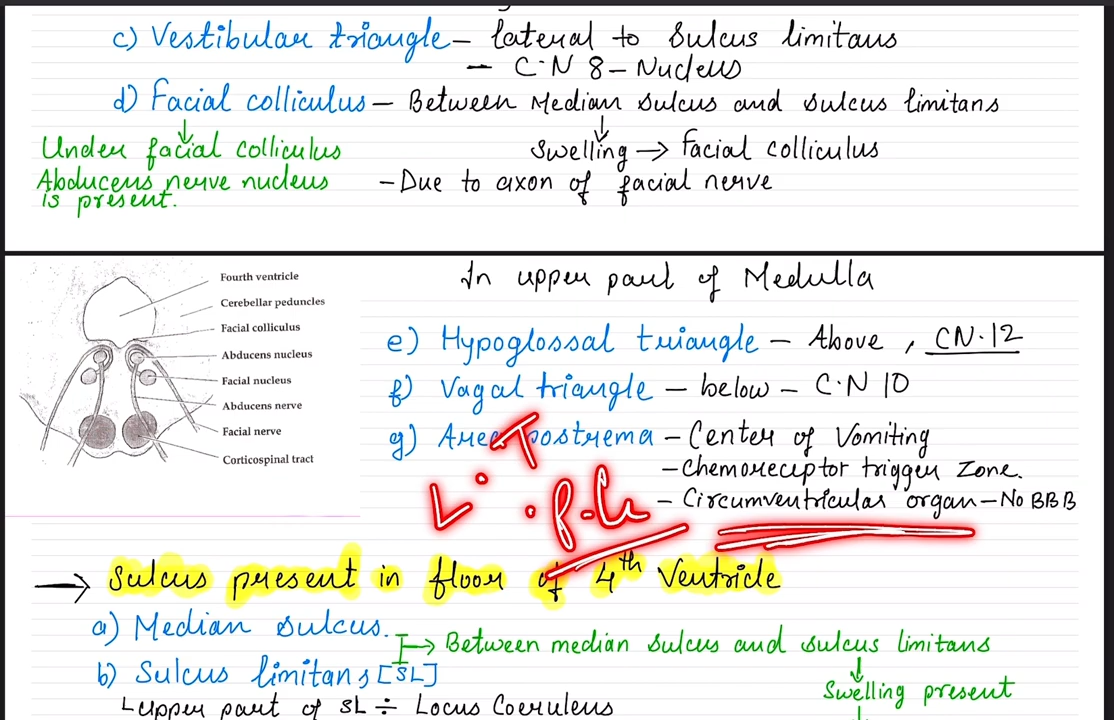 c) Vestibular triangle – lateral to Sulcus limitans
– C.N 8 – Nucleus
d) Facial colliculus – Between Median sulcus and sulcus limitans
↓ ↓
Under facial colliculus
Swelling → Facial colliculus
Abducens nerve nucleus
is present.
– Due to axon of facial nerve
In upper part of Medulla
Fourth ventricle
Cerebellar peduncles
Facial colliculus
Abducens nucleus
Facial nucleus
Abducens nerve
Facial nerve
Corticospinal tract
e) Hypoglossal triangle – Above , CN.12
f) Vagal triangle – below – C.N 10
g) Area postrema – Center of Vomiting
– Chemoreceptor trigger Zone.
– Circumventricular organ – No BBB
→ Sulcus present in floor of 4th Ventricle
a) Median sulcus.
→ Between median sulcus and sulcus limitans
b) Sulcus limitans [SL]
↓
Swelling present
Upper part of SL ÷ Locus Coeruleus